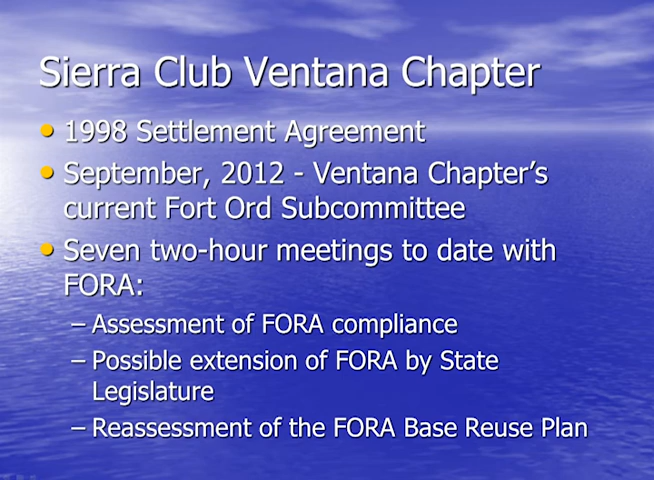 Sierra Club Ventana Chapter
• 1998 Settlement Agreement
• September, 2012 - Ventana Chapter's
current Fort Ord Subcommittee
• Seven two-hour meetings to date with
FORA:
– Assessment of FORA compliance
– Possible extension of FORA by State
Legislature
– Reassessment of the FORA Base Reuse Plan